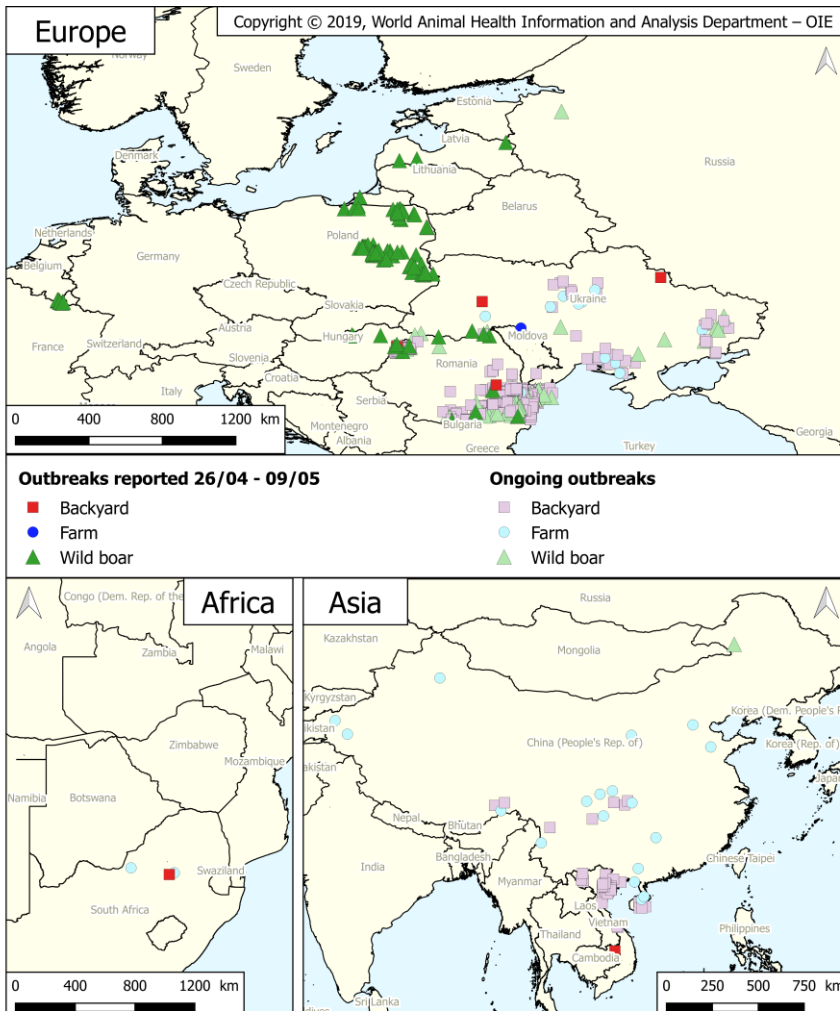 Europe
Copyright © 2019, World Animal Health Information and Analysis Department – OIE
Norway
Sweden
Estonia
Latvia
Denmark
Lithuania
Russia
Belarus
Netherlands
Poland
Belgium
Germany
Czech Republic
Ukraine
Slovakia
France
Switzerland
Austria
Hungary
Moldova
Slovenia
Romania
Croatia
Italy
Serbia
Montenegro
Bulgaria
Albania
Georgia
Greece
Turkey
0 400 800 1200 km
Outbreaks reported 26/04 - 09/05
Backyard
Farm
Wild boar
Ongoing outbreaks
Backyard
Farm
Wild boar
Africa
Congo (Dem. Rep. of the
Angola
Zambia
Malawi
Zimbabwe
Mozambique
Namibia
Botswana
Swaziland
South Africa
0 400 800 1200
km
Asia
Russia
Kazakhstan
Mongolia
Kyrgyzstan
Korea (Dem. People's R
ikistan
China (People's Rep. of)
Korea (Rep. of)
akistan
Japa
Nepal
Bhutan
Bangladesh
India
Chinese Taipei
Myanmar
Laos
Vietnam
Thailand
Philippines
Cambodia
Sri Lanka
0 250 500 750 km